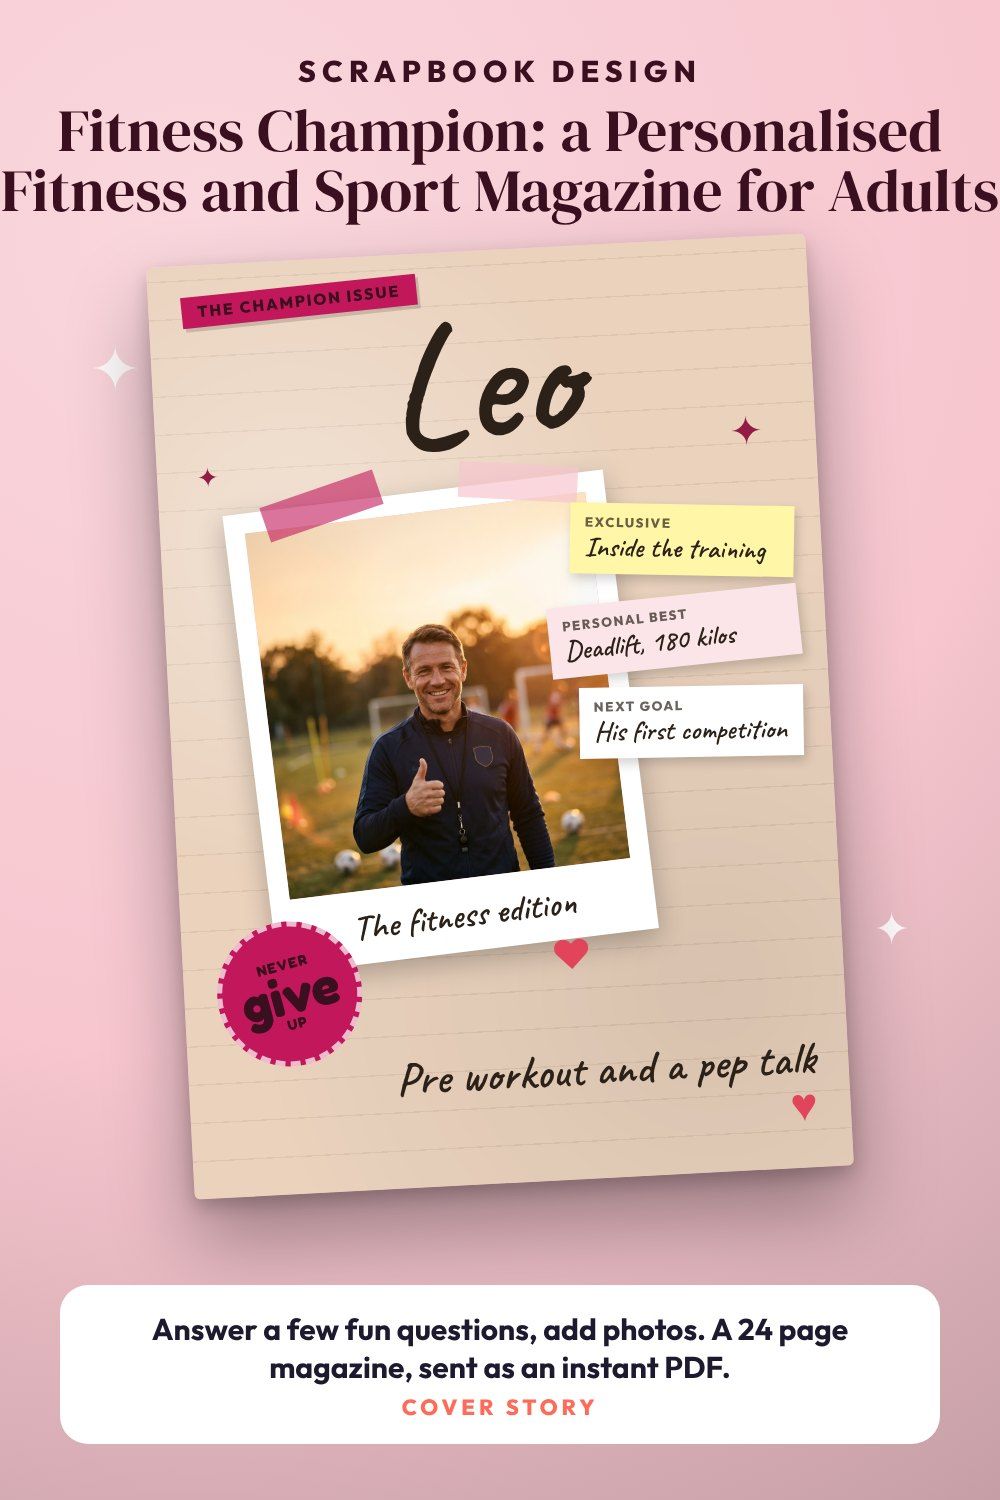 SCRAPBOOK DESIGN
Fitness Champion: a Personalised
Fitness and Sport Magazine for Adults
THE CHAMPION ISSUE
Leo
EXCLUSIVE
Inside the training
PERSONAL BEST
Deadlift, 180 kilos
NEXT GOAL
His first competition
The fitness edition
NEVER
give
UP
Pre workout and a pep talk
Answer a few fun questions, add photos. A 24 page
magazine, sent as an instant PDF.
COVER STORY